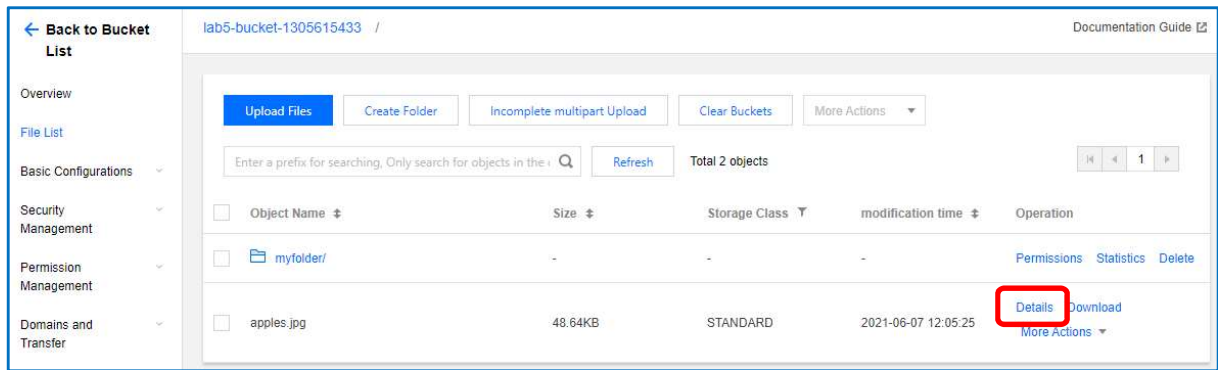 Back to Bucket
List
Overview
File List
Basic Configurations
Security
Management
Permission
Management
Domains and
Transfer
lab5-bucket-1305615433 /
Documentation Guide
Upload Files Create Folder Incomplete multipart Upload Clear Buckets More Actions
Enter a prefix for searching, Only search for objects in the Refresh Total 2 objects 1
Object Name Size Storage Class modification time Operation
myfolder/ - - - Permissions Statistics Delete
apples.jpg 48.64KB STANDARD 2021-06-07 12:05:25 Details Download
More Actions